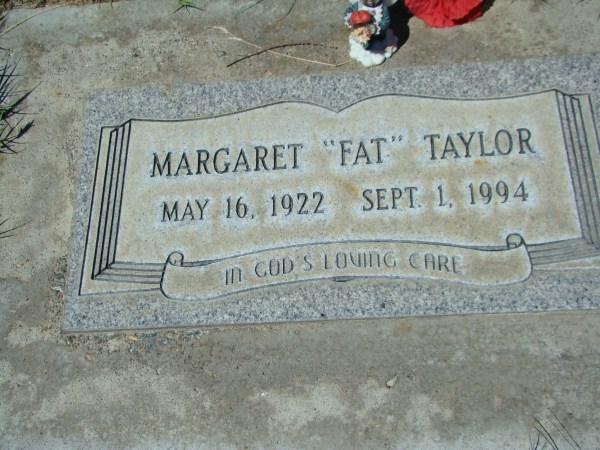 MARGARET "FAT" TAYLOR
MAY 16, 1922 SEPT. 1, 1994
IN GOD'S LOVING CARE